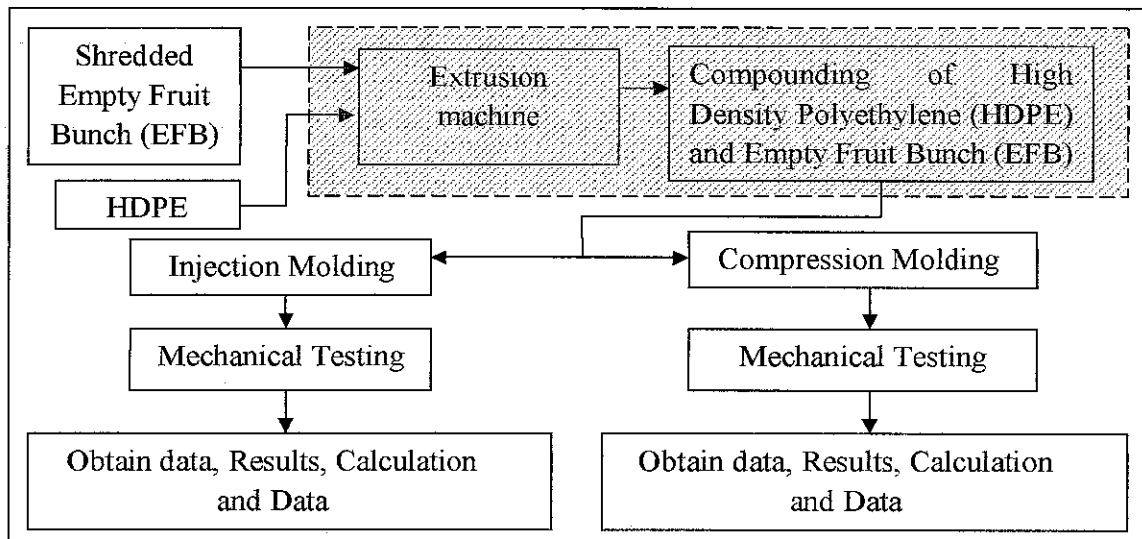 Shredded
Empty Fruit
Bunch (EFB)
HDPE
Extrusion
machine
Compounding of High
Density Polyethylene (HDPE)
and Empty Fruit Bunch (EFB)
Injection Molding
Compression Molding
Mechanical Testing
Mechanical Testing
Obtain data, Results, Calculation
and Data
Obtain data, Results, Calculation
and Data